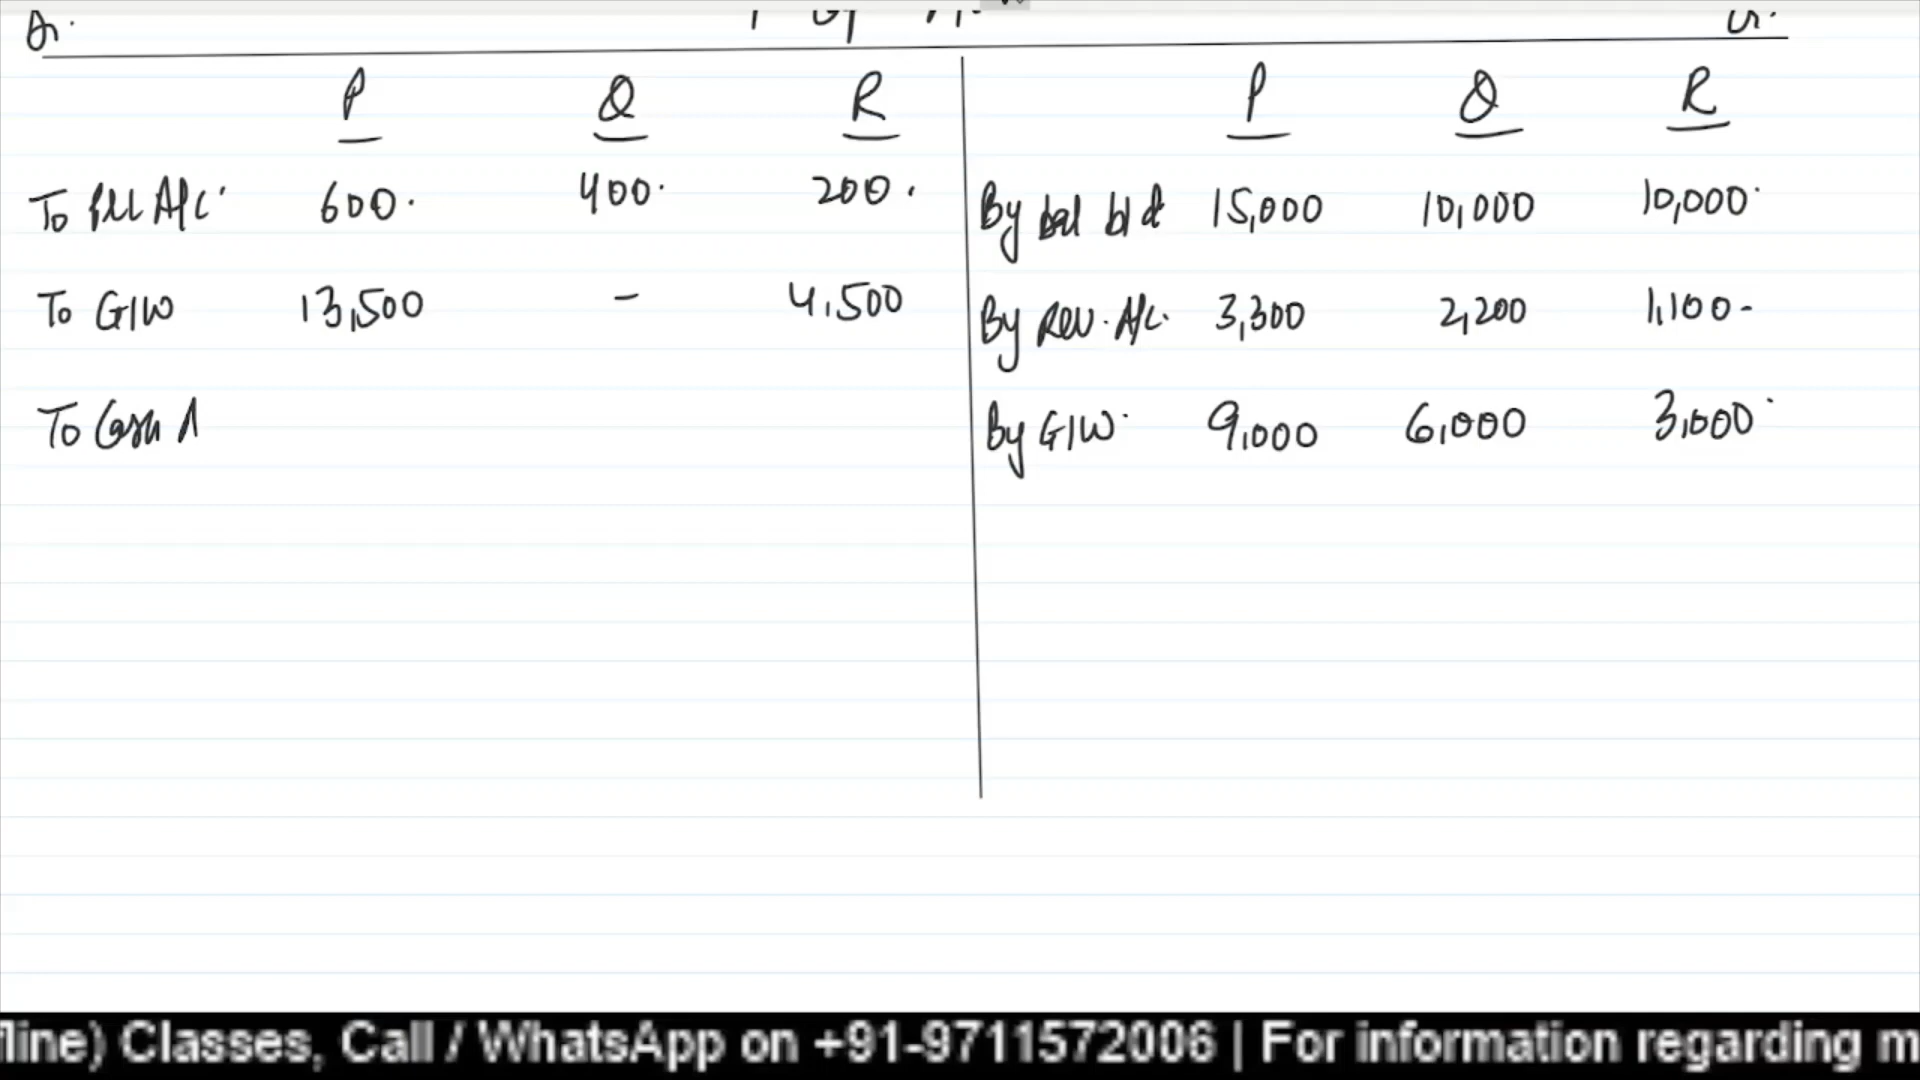 Dr. Cr.
P Q R P Q R
To P&L A/c 600 400 200 By bal b/d 15,000 10,000 10,000
To G/W 13,500 - 4,500 By Rev. A/c. 3,300 2,200 1,100
To Cash A By G/W 9,000 6,000 3,000
fline) Classes, Call / WhatsApp on +91-9711572006 | For information regarding m